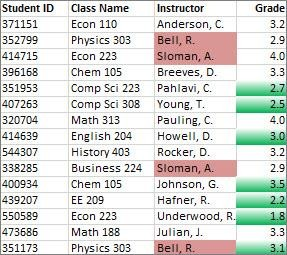 Student ID Class Name Instructor Grade
371151 Econ 110 Anderson, C. 3.2
352799 Physics 303 Bell, R. 2.9
414715 Econ 223 Sloman, A. 4.0
396168 Chem 105 Breeves, D. 3.3
351953 Comp Sci 223 Pahlavi, C. 2.7
407263 Comp Sci 308 Young, T. 2.5
320704 Math 313 Pauling, C. 4.0
414639 English 204 Howell, D. 3.0
544307 History 403 Rocker, D. 3.2
338285 Business 224 Sloman, A. 2.9
400934 Chem 105 Johnson, G. 3.5
439207 EE 209 Hafner, R. 2.2
550589 Econ 223 Underwood, R. 1.8
473686 Math 188 Julian, J. 3.3
351173 Physics 303 Bell, R. 3.1